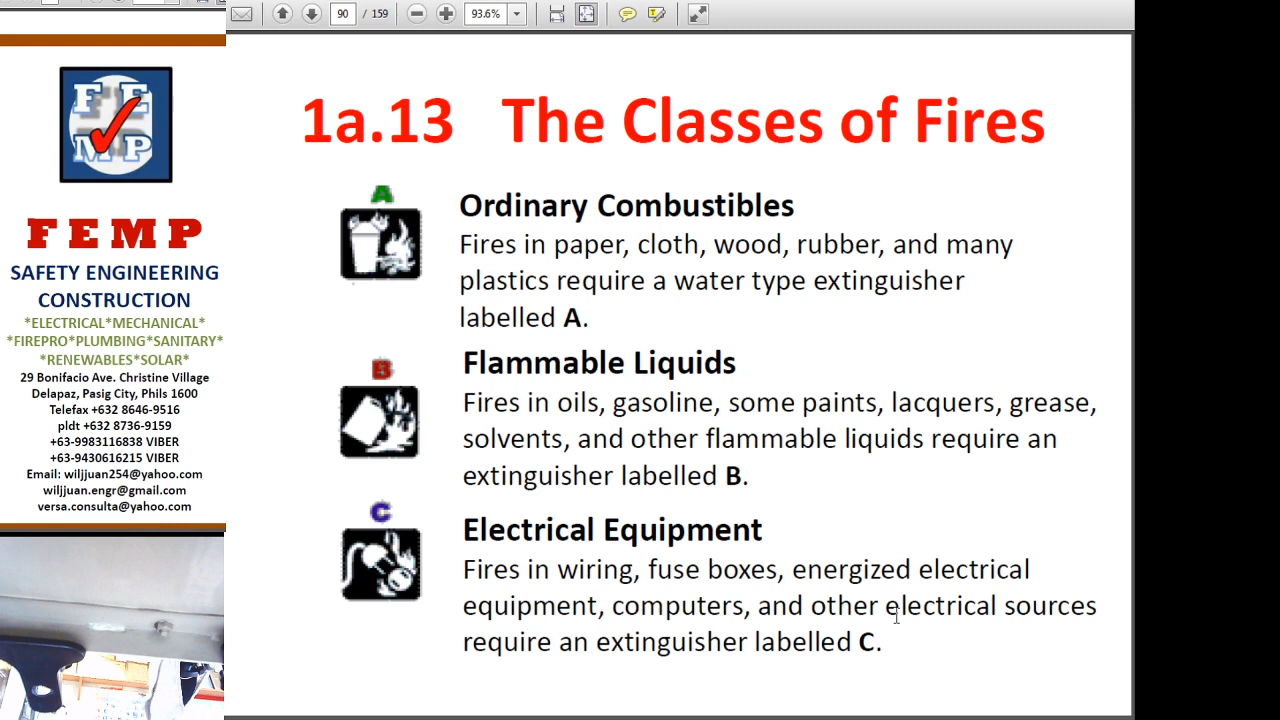 90 / 159
93.6%
F E
M P
F E M P
SAFETY ENGINEERING
CONSTRUCTION
*ELECTRICAL*MECHANICAL*
*FIREPRO*PLUMBING*SANITARY*
*RENEWABLES*SOLAR*
29 Bonifacio Ave. Christine Village
Delapaz, Pasig City, Phils 1600
Telefax +632 8646-9516
pldt +632 8736-9159
+63-9983116838 VIBER
+63-9430616215 VIBER
Email: wiljjuan254@yahoo.com
wiljjuan.engr@gmail.com
versa.consulta@yahoo.com
1a.13 The Classes of Fires
A
Ordinary Combustibles
Fires in paper, cloth, wood, rubber, and many
plastics require a water type extinguisher
labelled A.
B
Flammable Liquids
Fires in oils, gasoline, some paints, lacquers, grease,
solvents, and other flammable liquids require an
extinguisher labelled B.
C
Electrical Equipment
Fires in wiring, fuse boxes, energized electrical
equipment, computers, and other electrical sources
require an extinguisher labelled C.